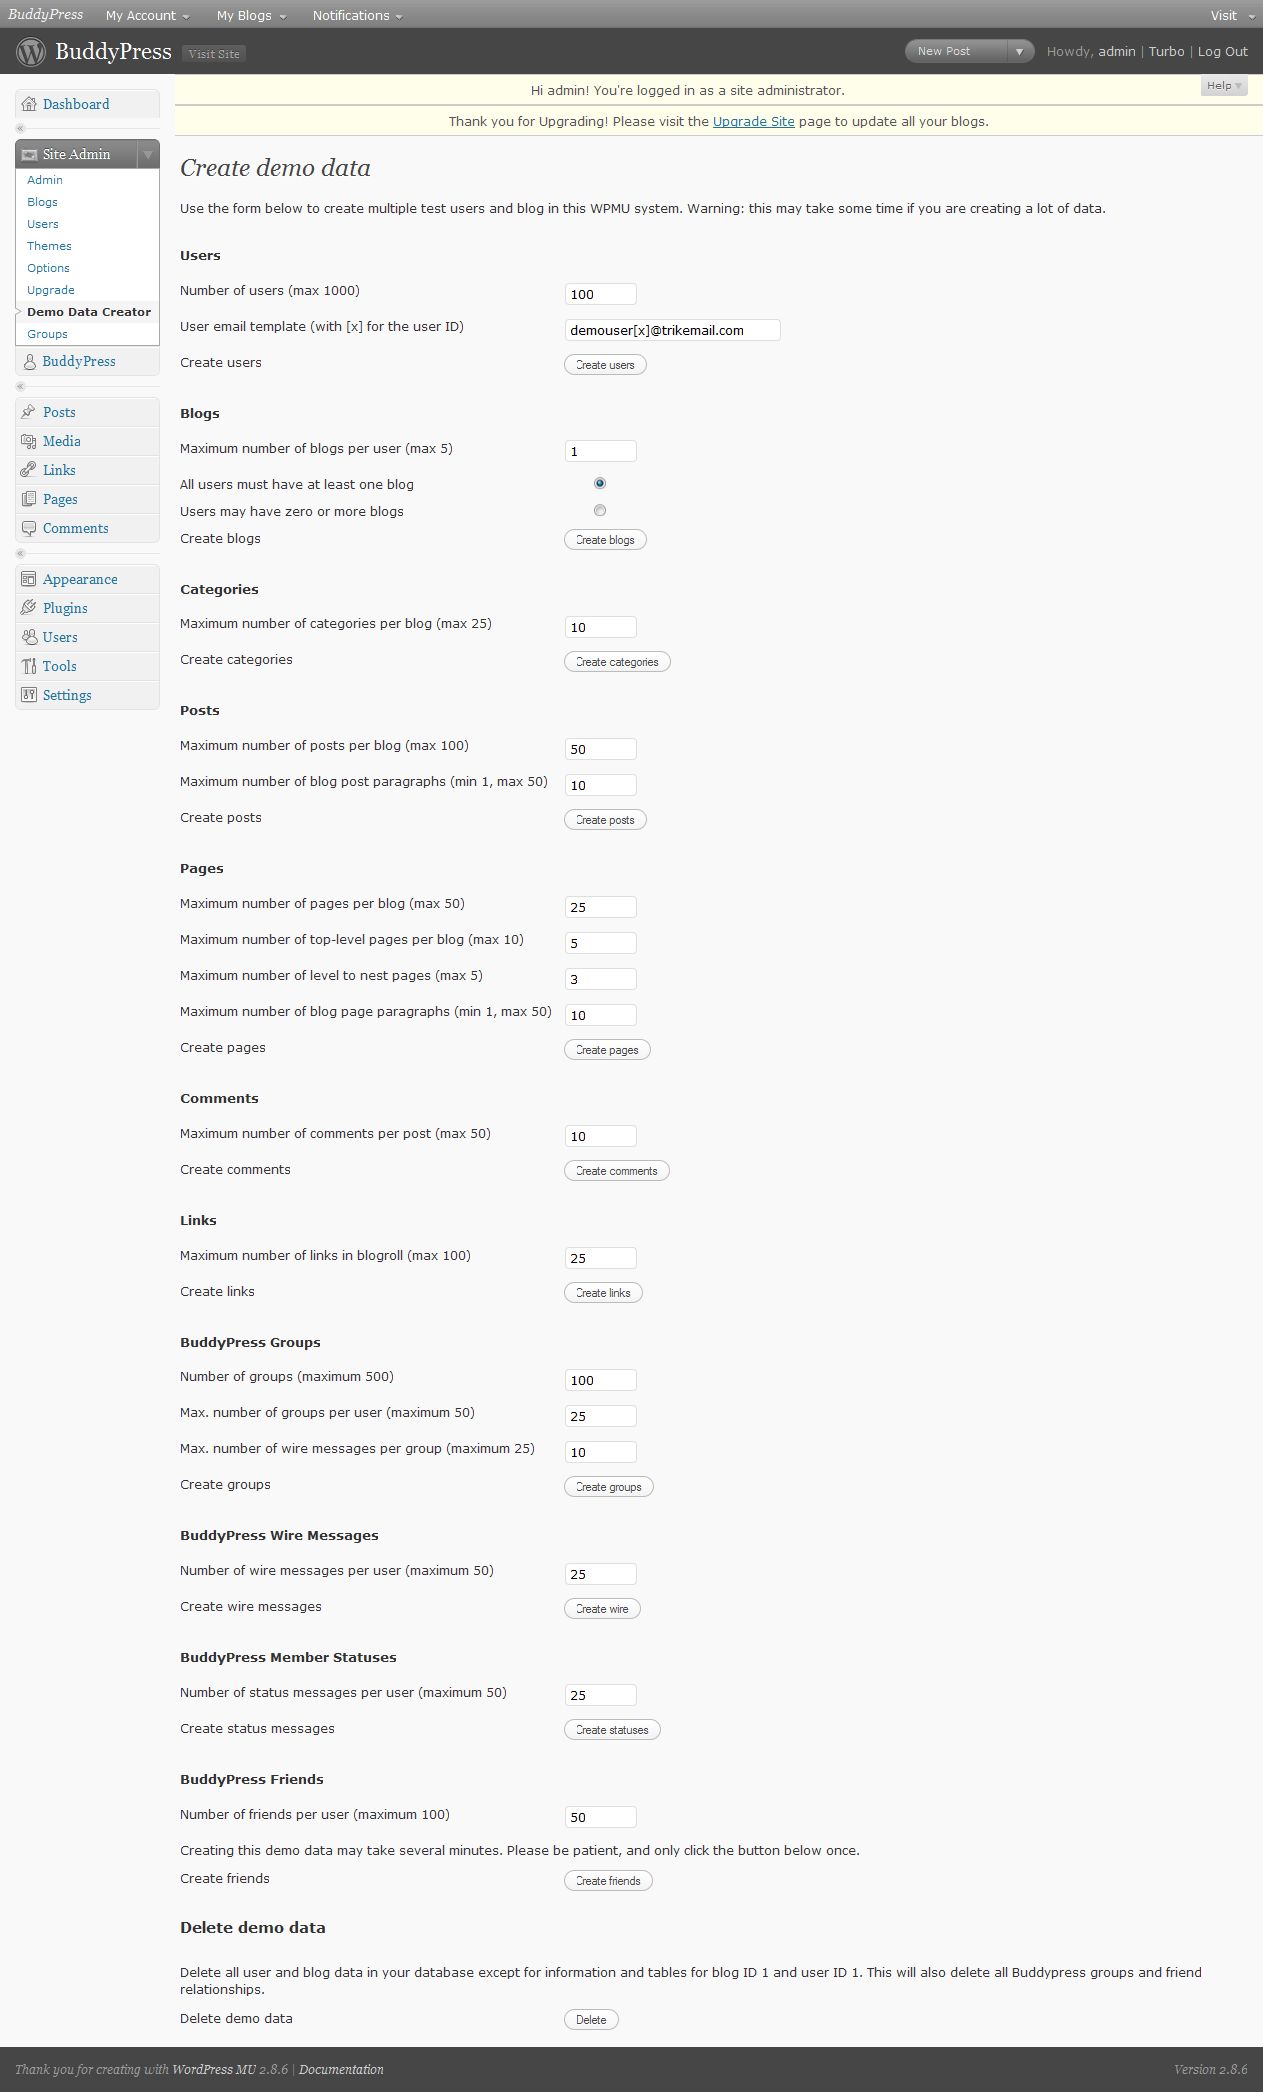 BuddyPress My Account My Blogs Notifications Visit
BuddyPress Visit Site New Post Howdy, admin | Turbo | Log Out
Hi admin! You're logged in as a site administrator. Help
Thank you for Upgrading! Please visit the Upgrade Site page to update all your blogs.
Dashboard
Site Admin
Admin
Blogs
Users
Themes
Options
Upgrade
Demo Data Creator
Groups
BuddyPress
Posts
Media
Links
Pages
Comments
Appearance
Plugins
Users
Tools
Settings
Create demo data
Use the form below to create multiple test users and blog in this WPMU system. Warning: this may take some time if you are creating a lot of data.
Users
Number of users (max 1000) 100
User email template (with [x] for the user ID) demouser[x]@trikemail.com
Create users Create users
Blogs
Maximum number of blogs per user (max 5) 1
All users must have at least one blog
Users may have zero or more blogs
Create blogs Create blogs
Categories
Maximum number of categories per blog (max 25) 10
Create categories Create categories
Posts
Maximum number of posts per blog (max 100) 50
Maximum number of blog post paragraphs (min 1, max 50) 10
Create posts Create posts
Pages
Maximum number of pages per blog (max 50) 25
Maximum number of top-level pages per blog (max 10) 5
Maximum number of level to nest pages (max 5) 3
Maximum number of blog page paragraphs (min 1, max 50) 10
Create pages Create pages
Comments
Maximum number of comments per post (max 50) 10
Create comments Create comments
Links
Maximum number of links in blogroll (max 100) 25
Create links Create links
BuddyPress Groups
Number of groups (maximum 500) 100
Max. number of groups per user (maximum 50) 25
Max. number of wire messages per group (maximum 25) 10
Create groups Create groups
BuddyPress Wire Messages
Number of wire messages per user (maximum 50) 25
Create wire messages Create wire
BuddyPress Member Statuses
Number of status messages per user (maximum 50) 25
Create status messages Create statuses
BuddyPress Friends
Number of friends per user (maximum 100) 50
Creating this demo data may take several minutes. Please be patient, and only click the button below once.
Create friends Create friends
Delete demo data
Delete all user and blog data in your database except for information and tables for blog ID 1 and user ID 1. This will also delete all Buddypress groups and friend
relationships.
Delete demo data Delete
Thank you for creating with WordPress MU 2.8.6 | Documentation Version 2.8.6